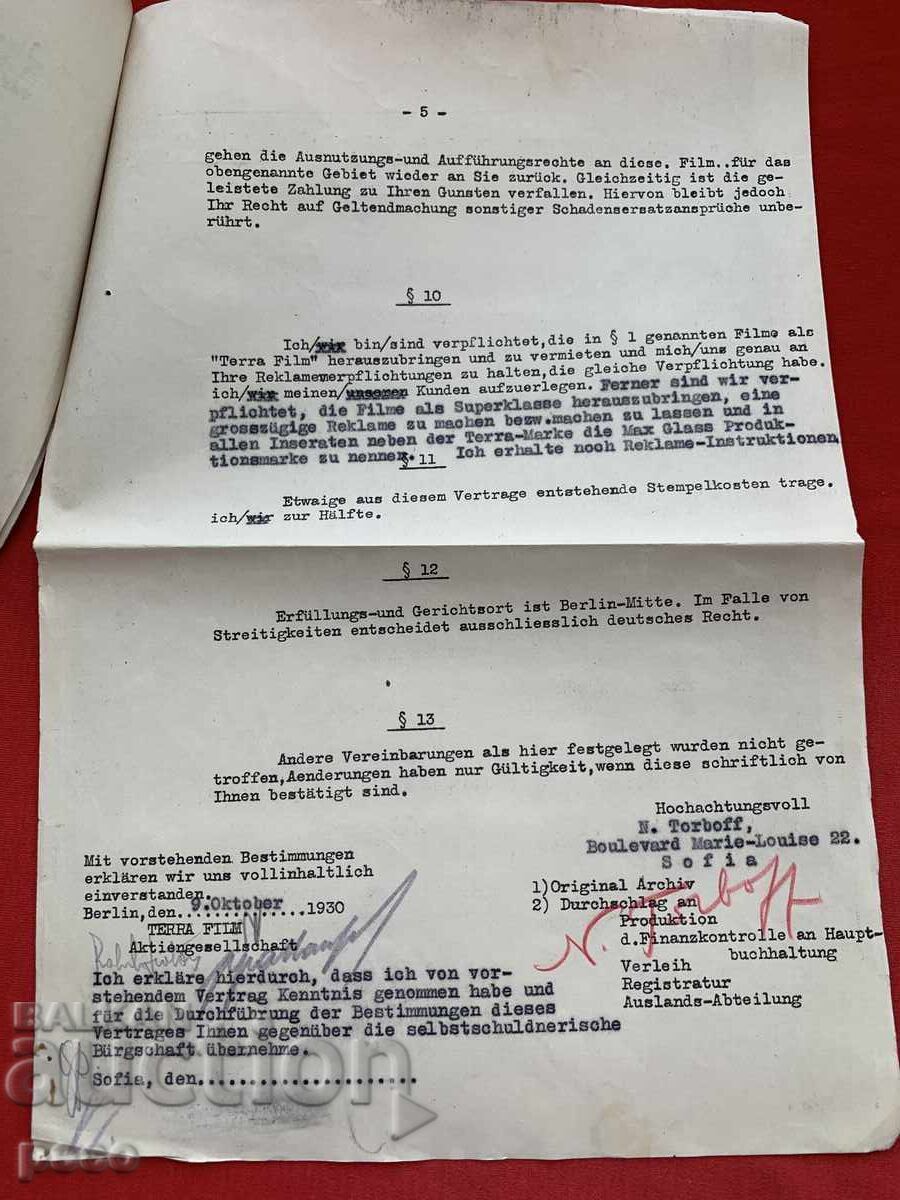 - 5 -
gehen die Ausnutzungs-und Aufführungsrechte an diese. Film..für das
obengenannte Gebiet wieder an Sie zurück. Gleichzeitig ist die ge-
leistete Zahlung zu Ihren Gunsten verfallen. Hiervon bleibt jedoch
Ihr Recht auf Geltendmachung sonstiger Schadensersatzansprüche unbe-
rührt.
§ 10
Ich/wir bin/sind verpflichtet,die in § 1 genannten Filme als
"Terra Film" herauszubringen und zu vermieten und mich/uns genau an
Ihre Reklameverpflichtungen zu halten,die gleiche Verpflichtung habe.
ich/wir meinen/unseren Kunden aufzuerlegen. Ferner sind wir ver-
pflichtet, die Filme als Superklasse herauszubringen, eine
grosszügige Reklame zu machen bezw.machen zu lassen und in
allen Inseraten neben der Terra-Marke die Max Glass Produk-
tionsmarke zu nennen. § 11 Ich erhalte noch Reklame-Instruktionen
Etwaige aus diesem Vertrage entstehende Stempelkosten trage.
ich/wir zur Hälfte.
§ 12
Erfüllungs-und Gerichtsort ist Berlin-Mitte. Im Falle von
Streitigkeiten entscheidet ausschliesslich deutsches Recht.
§ 13
Andere Vereinbarungen als hier festgelegt wurden nicht ge-
troffen,Aenderungen haben nur Gültigkeit,wenn diese schriftlich von
Ihnen bestätigt sind.
Hochachtungsvoll
N. Torboff,
Boulevard Marie-Louise 22.
Sofia
Mit vorstehenden Bestimmungen
erklären wir uns vollinhaltlich
einverstanden.
Berlin,den..9.Oktober...1930
TERRA FILM
Aktiengesellschaft
1)Original Archiv
2) Durchschlag an
Produktion
d.Finanzkontrolle an Haupt-
buchhaltung
Verleih
Registratur
Auslands-Abteilung
N. Torboff
Ich erkläre hierdurch, dass ich von vor-
stehendem Vertrag Kenntnis genommen habe und
für die Durchführung der Bestimmungen dieses
Vertrages Ihnen gegenüber die selbstschuldnerische
Bürgschaft übernehme.
Sofia, den......................
BALKAN
auction
peco